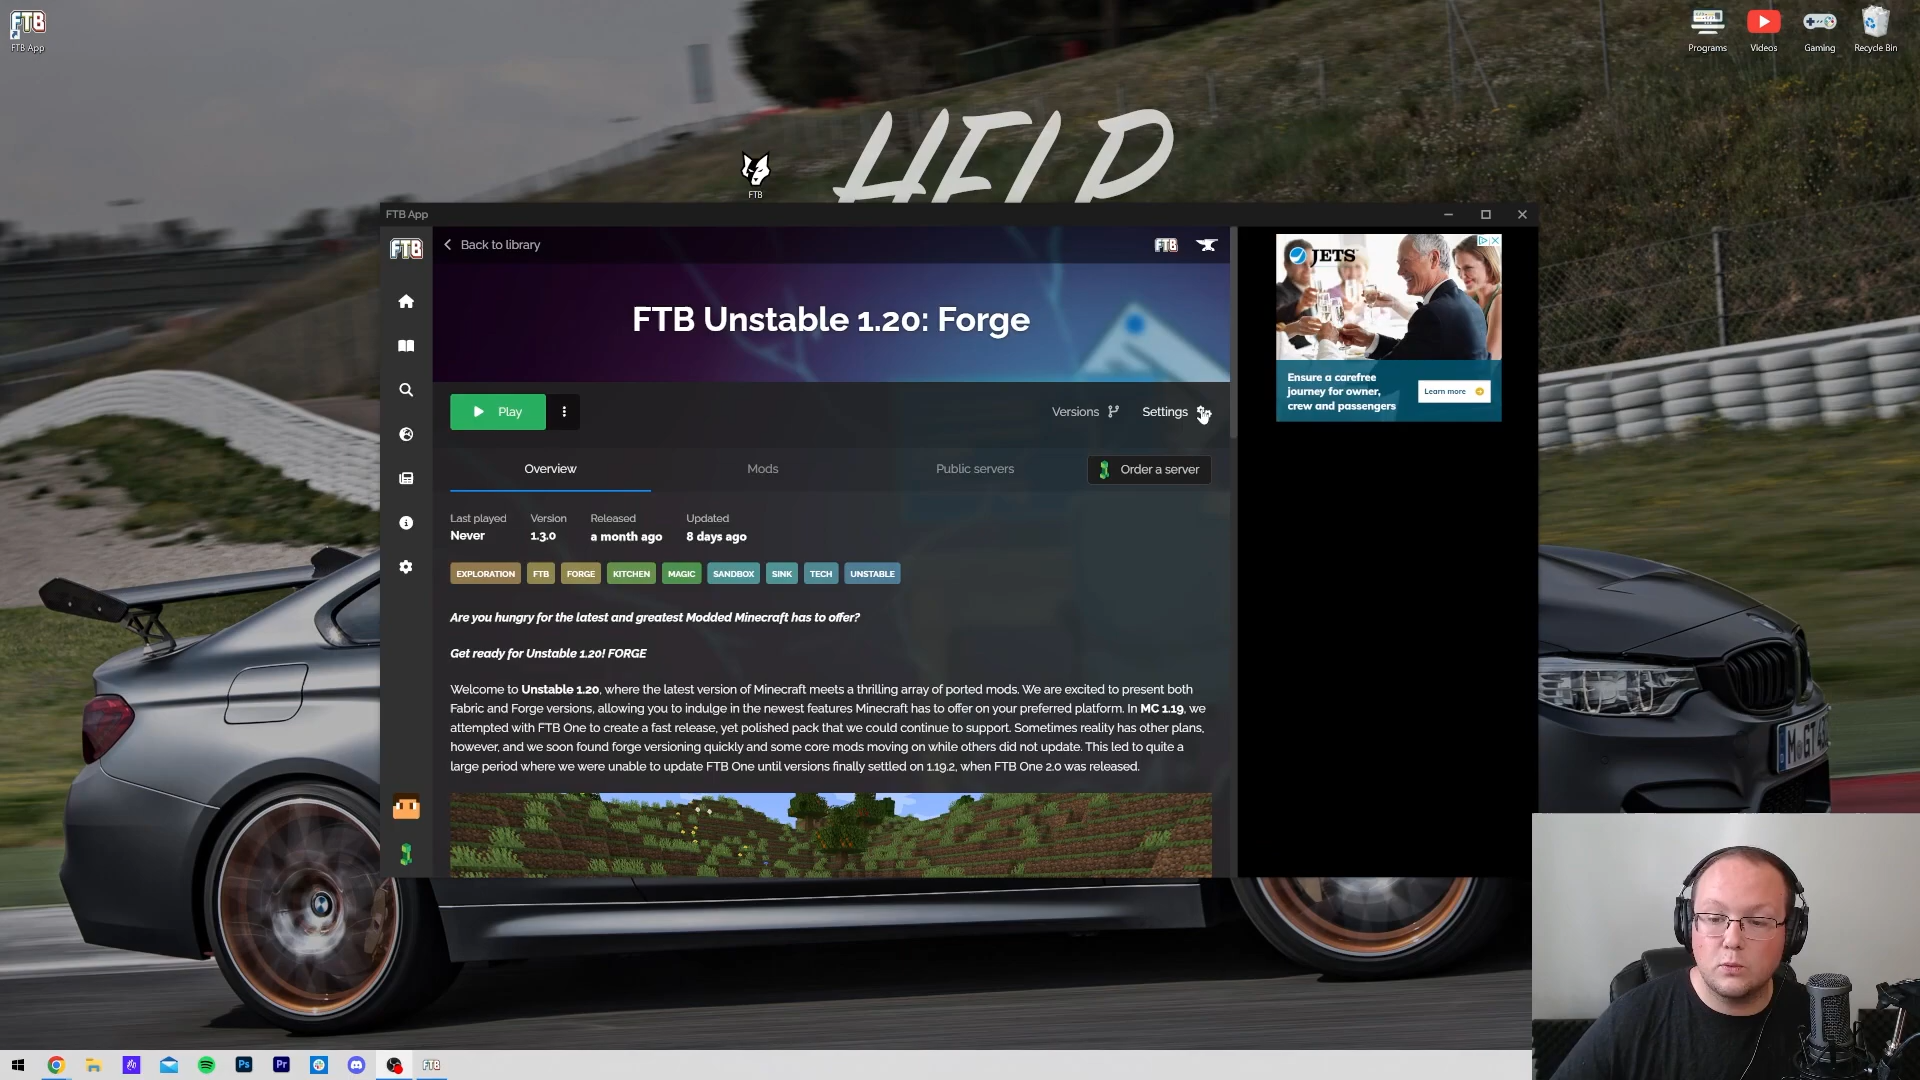 FTB
FTB App
Programs
Videos
Gaming
Recycle Bin
HELP
FTB
FTB App
FTB
Back to library
FTB
FTB Unstable 1.20: Forge
Play
Versions
Settings
Overview
Mods
Public servers
Order a server
Last played
Version
Released
Updated
Never
1.3.0
a month ago
8 days ago
EXPLORATION
FTB
FORGE
KITCHEN
MAGIC
SANDBOX
SINK
TECH
UNSTABLE
Are you hungry for the latest and greatest Modded Minecraft has to offer?
Get ready for Unstable 1.20! FORGE
Welcome to Unstable 1.20, where the latest version of Minecraft meets a thrilling array of ported mods. We are excited to present both
Fabric and Forge versions, allowing you to indulge in the newest features Minecraft has to offer on your preferred platform. In MC 1.19, we
attempted with FTB One to create a fast release, yet polished pack that we could continue to support. Sometimes reality has other plans,
however, and we soon found forge versioning quickly and some core mods moving on while others did not update. This led to quite a
large period where we were unable to update FTB One until versions finally settled on 1.19.2, when FTB One 2.0 was released.
JETS
Ensure a carefree
journey for owner,
crew and passengers
Learn more
Ps
Pr
FTB